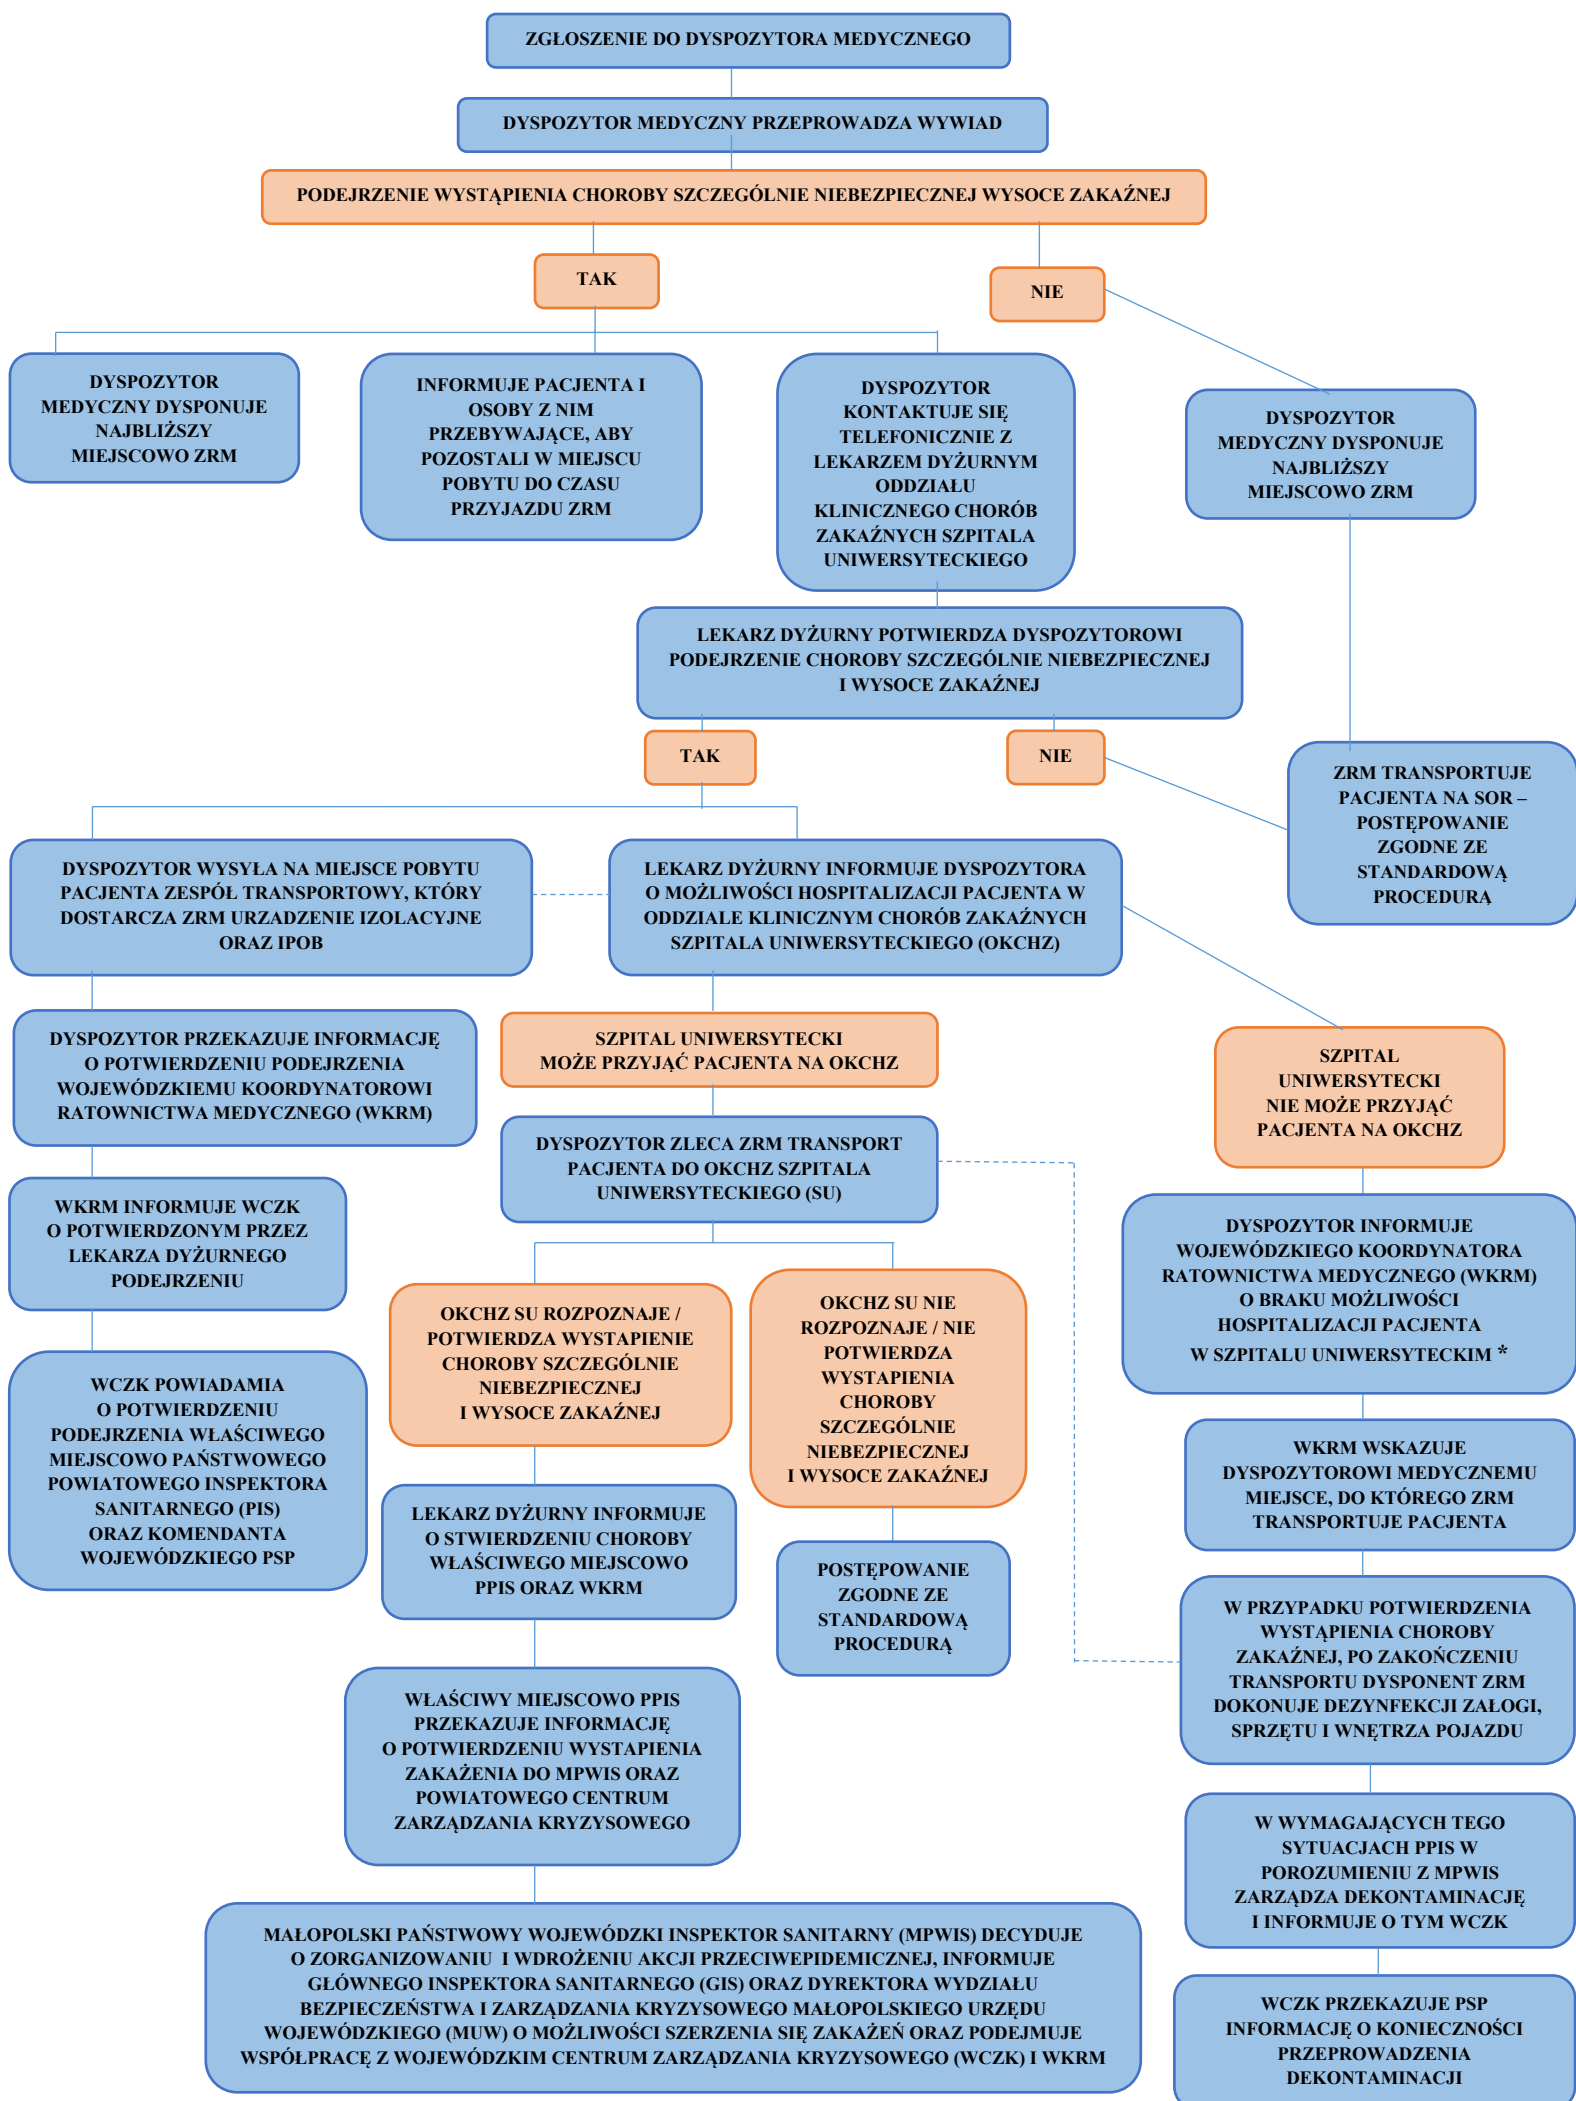 ZGŁOSZENIE DO DYSPOZYTORA MEDYCZNEGO
DYSPOZYTOR MEDYCZNY PRZEPROWADZA WYWIAD
PODEJRZENIE WYSTĄPIENIA CHOROBY SZCZEGÓLNIE NIEBEZPIECZNEJ WYSOCE ZAKAŹNEJ
TAK
NIE
DYSPOZYTOR
MEDYCZNY DYSPONUJE
NAJBLIŻSZY
MIEJSCOWO ZRM
INFORMUJE PACJENTA I
OSOBY Z NIM
PRZEBYWAJĄCE, ABY
POZOSTALI W MIEJSCU
POBYTU DO CZASU
PRZYJAZDU ZRM
DYSPOZYTOR
KONTAKTUJE SIĘ
TELEFONICZNIE Z
LEKARZEM DYŻURNYM
ODDZIAŁU
KLINICZNEGO CHORÓB
ZAKAŹNYCH SZPITALA
UNIWERSYTECKIEGO
DYSPOZYTOR
MEDYCZNY DYSPONUJE
NAJBLIŻSZY
MIEJSCOWO ZRM
LEKARZ DYŻURNY POTWIERDZA DYSPOZYTOROWI
PODEJRZENIE CHOROBY SZCZEGÓLNIE NIEBEZPIECZNEJ
I WYSOCE ZAKAŹNEJ
TAK
NIE
ZRM TRANSPORTUJE
PACJENTA NA SOR –
POSTĘPOWANIE
ZGODNE ZE
STANDARDOWĄ
PROCEDURĄ
DYSPOZYTOR WYSYŁA NA MIEJSCE POBYTU
PACJENTA ZESPÓŁ TRANSPORTOWY, KTÓRY
DOSTARCZA ZRM URZADZENIE IZOLACYJNE
ORAZ IPOB
LEKARZ DYŻURNY INFORMUJE DYSPOZYTORA
O MOŻLIWOŚCI HOSPITALIZACJI PACJENTA W
ODDZIALE KLINICZNYM CHORÓB ZAKAŹNYCH
SZPITALA UNIWERSYTECKIEGO (OKCHZ)
DYSPOZYTOR PRZEKAZUJE INFORMACJĘ
O POTWIERDZENIU PODEJRZENIA
WOJEWÓDZKIEMU KOORDYNATOROWI
RATOWNICTWA MEDYCZNEGO (WKRM)
SZPITAL UNIWERSYTECKI
MOŻE PRZYJĄĆ PACJENTA NA OKCHZ
SZPITAL
UNIWERSYTECKI
NIE MOŻE PRZYJĄĆ
PACJENTA NA OKCHZ
DYSPOZYTOR ZLECA ZRM TRANSPORT
PACJENTA DO OKCHZ SZPITALA
UNIWERSYTECKIEGO (SU)
WKRM INFORMUJE WCZK
O POTWIERDZONYM PRZEZ
LEKARZA DYŻURNEGO
PODEJRZENIU
DYSPOZYTOR INFORMUJE
WOJEWÓDZKIEGO KOORDYNATORA
RATOWNICTWA MEDYCZNEGO (WKRM)
O BRAKU MOŻLIWOŚCI
HOSPITALIZACJI PACJENTA
W SZPITALU UNIWERSYTECKIM *
OKCHZ SU ROZPOZNAJE /
POTWIERDZA WYSTAPIENIE
CHOROBY SZCZEGÓLNIE
NIEBEZPIECZNEJ
I WYSOCE ZAKAŹNEJ
OKCHZ SU NIE
ROZPOZNAJE / NIE
POTWIERDZA
WYSTAPIENIA
CHOROBY
SZCZEGÓLNIE
NIEBEZPIECZNEJ
I WYSOCE ZAKAŹNEJ
WCZK POWIADAMIA
O POTWIERDZENIU
PODEJRZENIA WŁAŚCIWEGO
MIEJSCOWO PAŃSTWOWEGO
POWIATOWEGO INSPEKTORA
SANITARNEGO (PIS)
ORAZ KOMENDANTA
WOJEWÓDZKIEGO PSP
WKRM WSKAZUJE
DYSPOZYTOROWI MEDYCZNEMU
MIEJSCE, DO KTÓREGO ZRM
TRANSPORTUJE PACJENTA
LEKARZ DYŻURNY INFORMUJE
O STWIERDZENIU CHOROBY
WŁAŚCIWEGO MIEJSCOWO
PPIS ORAZ WKRM
POSTĘPOWANIE
ZGODNE ZE
STANDARDOWĄ
PROCEDURĄ
W PRZYPADKU POTWIERDZENIA
WYSTĄPIENIA CHOROBY
ZAKAŹNEJ, PO ZAKOŃCZENIU
TRANSPORTU DYSPONENT ZRM
DOKONUJE DEZYNFEKCJI ZAŁOGI,
SPRZĘTU I WNĘTRZA POJAZDU
WŁAŚCIWY MIEJSCOWO PPIS
PRZEKAZUJE INFORMACJĘ
O POTWIERDZENIU WYSTAPIENIA
ZAKAŻENIA DO MPWIS ORAZ
POWIATOWEGO CENTRUM
ZARZĄDZANIA KRYZYSOWEGO
W WYMAGAJĄCYCH TEGO
SYTUACJACH PPIS W
POROZUMIENIU Z MPWIS
ZARZĄDZA DEKONTAMINACJĘ
I INFORMUJE O TYM WCZK
MAŁOPOLSKI PAŃSTWOWY WOJEWÓDZKI INSPEKTOR SANITARNY (MPWIS) DECYDUJE
O ZORGANIZOWANIU I WDROŻENIU AKCJI PRZECIWEPIDEMICZNEJ, INFORMUJE
GŁÓWNEGO INSPEKTORA SANITARNEGO (GIS) ORAZ DYREKTORA WYDZIAŁU
BEZPIECZEŃSTWA I ZARZĄDZANIA KRYZYSOWEGO MAŁOPOLSKIEGO URZĘDU
WOJEWÓDZKIEGO (MUW) O MOŻLIWOŚCI SZERZENIA SIĘ ZAKAŻEŃ ORAZ PODEJMUJE
WSPÓŁPRACĘ Z WOJEWÓDZKIM CENTRUM ZARZĄDZANIA KRYZYSOWEGO (WCZK) I WKRM
WCZK PRZEKAZUJE PSP
INFORMACJĘ O KONIECZNOŚCI
PRZEPROWADZENIA
DEKONTAMINACJI